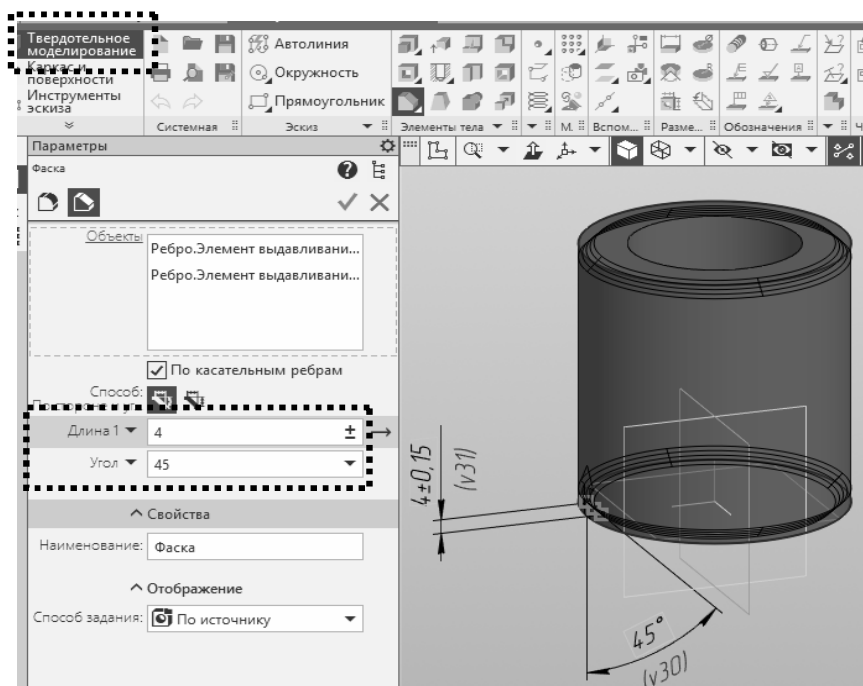 Твердотельное
моделирование
Каркас и
поверхности
Инструменты
эскиза
Автолиния
Окружность
Прямоугольник
Системная
Эскиз
Элементы тела
М.
Вспом...
Разме...
Обозначения
Ч
Параметры
Фаска
Объекты
Ребро.Элемент выдавливани...
Ребро.Элемент выдавливани...
По касательным ребрам
Способ:
Длина 1
4
Угол
45
Свойства
Наименование:
Фаска
Отображение
Способ задания:
По источнику
4±0,15
(v31)
45°
(v30)